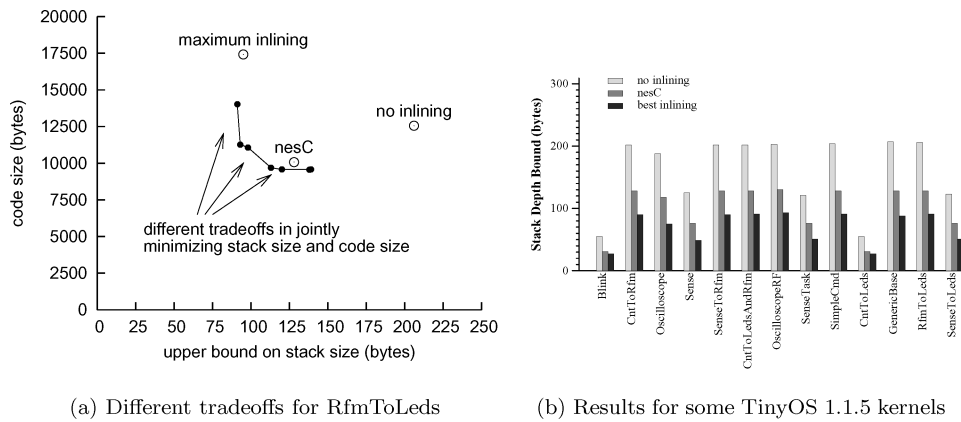 20000
17500
15000
12500
10000
7500
5000
2500
0
code size (bytes)
maximum inlining
no inlining
nesC
different tradeoffs in jointly
minimizing stack size and code size
0 25 50 75 100 125 150 175 200 225 250
upper bound on stack size (bytes)
(a) Different tradeoffs for RfmToLeds
300
200
100
0
Stack Depth Bound (bytes)
no inlining
nesC
best inlining
Blink
CntToRfm
Oscilloscope
Sense
SenseToRfm
CntToLedsAndRfm
OscilloscopeRF
SenseTask
SimpleCmd
CntToLeds
GenericBase
RfmToLeds
SenseToLeds
(b) Results for some TinyOS 1.1.5 kernels